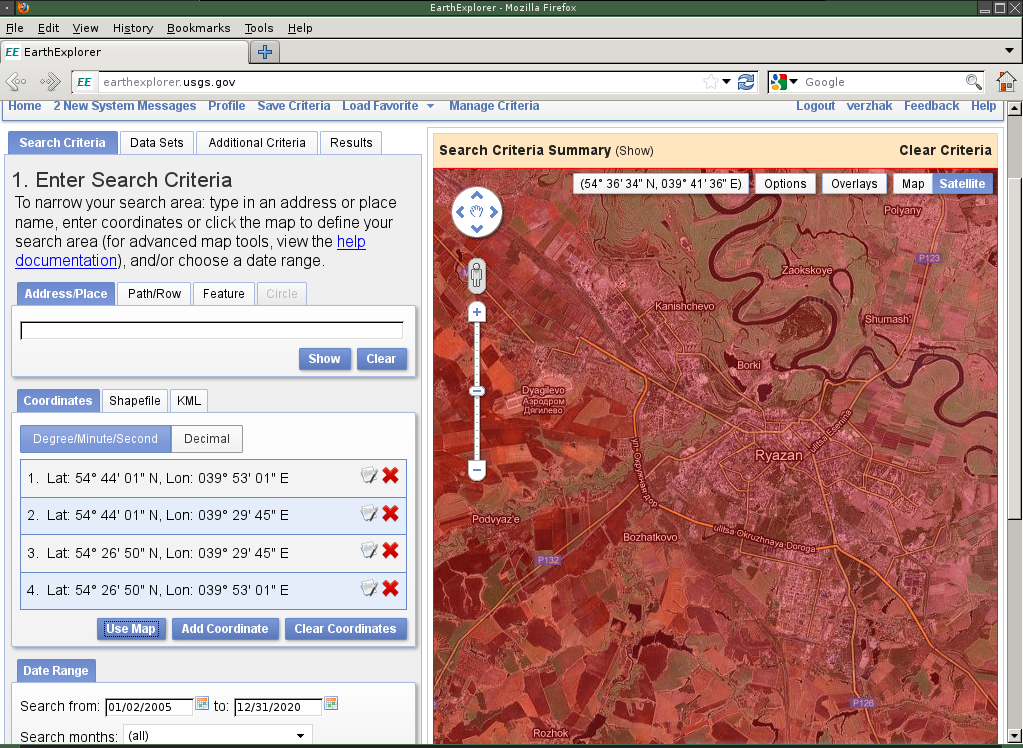 EarthExplorer - Mozilla Firefox
File Edit View History Bookmarks Tools Help
EE EarthExplorer
EE earthexplorer.usgs.gov Google
Home 2 New System Messages Profile Save Criteria Load Favorite Manage Criteria Logout verzhak Feedback Help
Search Criteria Data Sets Additional Criteria Results
1. Enter Search Criteria
To narrow your search area: type in an address or place
name, enter coordinates or click the map to define your
search area (for advanced map tools, view the help
documentation), and/or choose a date range.
Address/Place Path/Row Feature Circle
Show Clear
Coordinates Shapefile KML
Degree/Minute/Second Decimal
1. Lat: 54° 44' 01" N, Lon: 039° 53' 01" E
2. Lat: 54° 44' 01" N, Lon: 039° 29' 45" E
3. Lat: 54° 26' 50" N, Lon: 039° 29' 45" E
4. Lat: 54° 26' 50" N, Lon: 039° 53' 01" E
Use Map Add Coordinate Clear Coordinates
Date Range
Search from: 01/02/2005 to: 12/31/2020
Search months: (all)
Search Criteria Summary (Show) Clear Criteria
(54° 36' 34" N, 039° 41' 36" E) Options Overlays Map Satellite
Polyany
P123
Zaokskoye
Kanishchevo
Shumash'
Borki
Dyagilevo
Аэродром
Дягилево
ulitsa Esenina
Ryazan
ул. Окружная дор
Podvyaz'e
ulitsa Okruzhnaya Doroga
Bozhatkovo
P132
P126
Rozhok